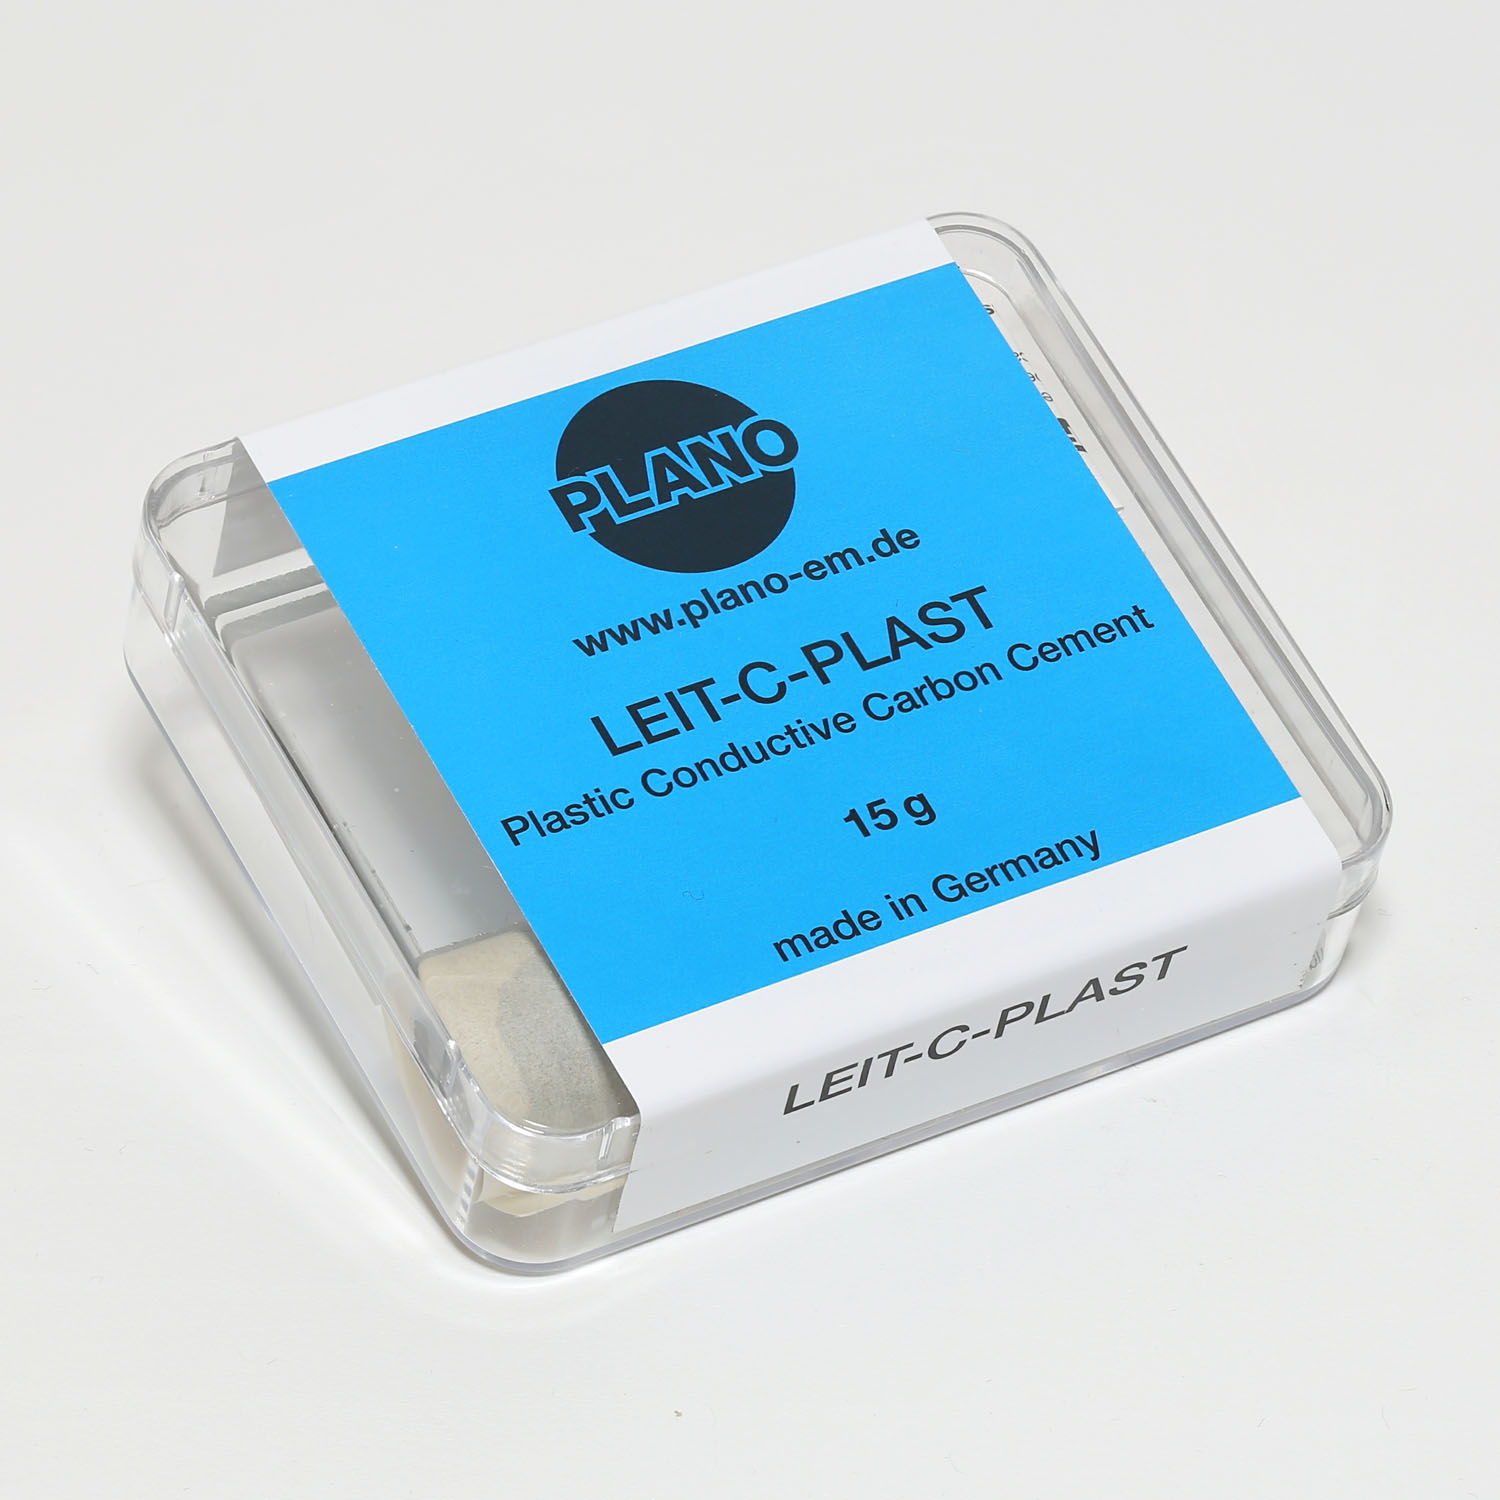 PLANO
www.plano-em.de
LEIT-C-PLAST
Plastic Conductive Carbon Cement
15 g
made in Germany
LEIT-C-PLAST